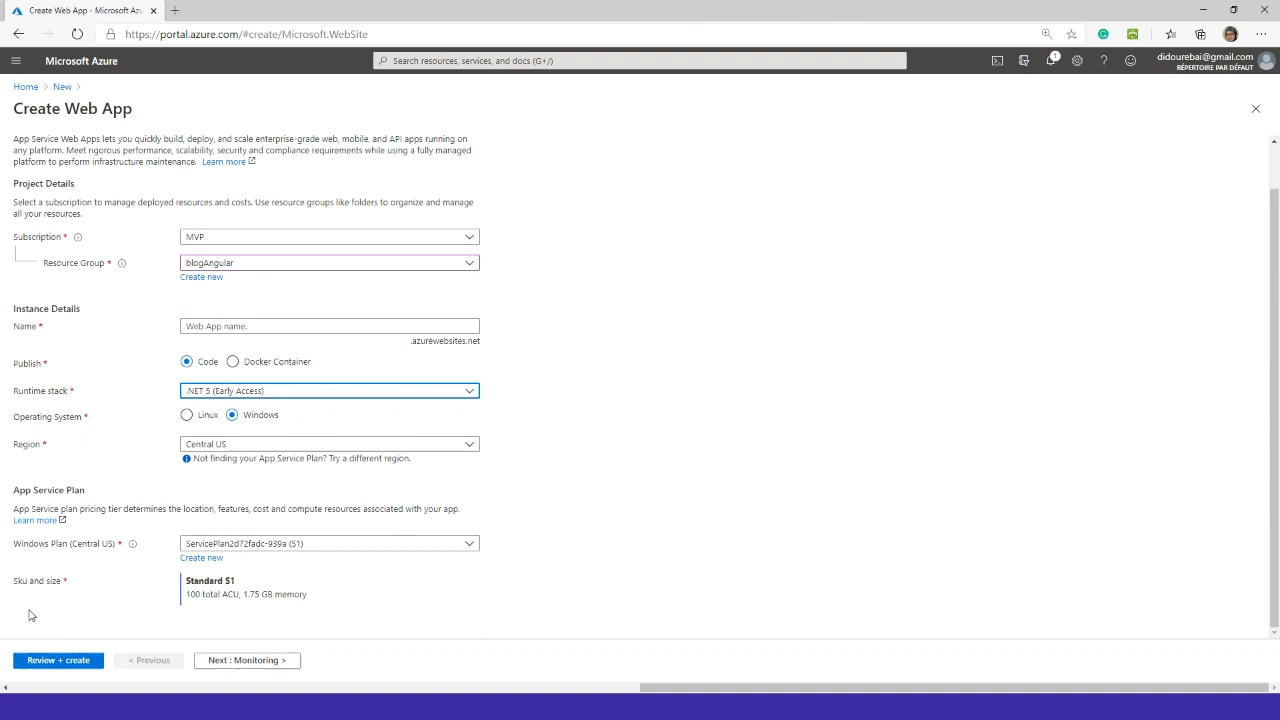 Create Web App - Microsoft Azu
https://portal.azure.com/#create/Microsoft.WebSite
Microsoft Azure
Search resources, services, and docs (G+/)
1
didourebai@gmail.com
RÉPERTOIRE PAR DÉFAUT
Home > New >
Create Web App
App Service Web Apps lets you quickly build, deploy, and scale enterprise-grade web, mobile, and API apps running on
any platform. Meet rigorous performance, scalability, security and compliance requirements while using a fully managed
platform to perform infrastructure maintenance. Learn more
Project Details
Select a subscription to manage deployed resources and costs. Use resource groups like folders to organize and manage
all your resources.
Subscription * MVP
Resource Group * blogAngular
Create new
Instance Details
Name * Web App name.
.azurewebsites.net
Publish * Code Docker Container
Runtime stack * .NET 5 (Early Access)
Operating System * Linux Windows
Region * Central US
Not finding your App Service Plan? Try a different region.
App Service Plan
App Service plan pricing tier determines the location, features, cost and compute resources associated with your app.
Learn more
Windows Plan (Central US) * ServicePlan2d72fadc-939a (S1)
Create new
Sku and size * Standard S1
100 total ACU, 1.75 GB memory
Review + create < Previous Next : Monitoring >